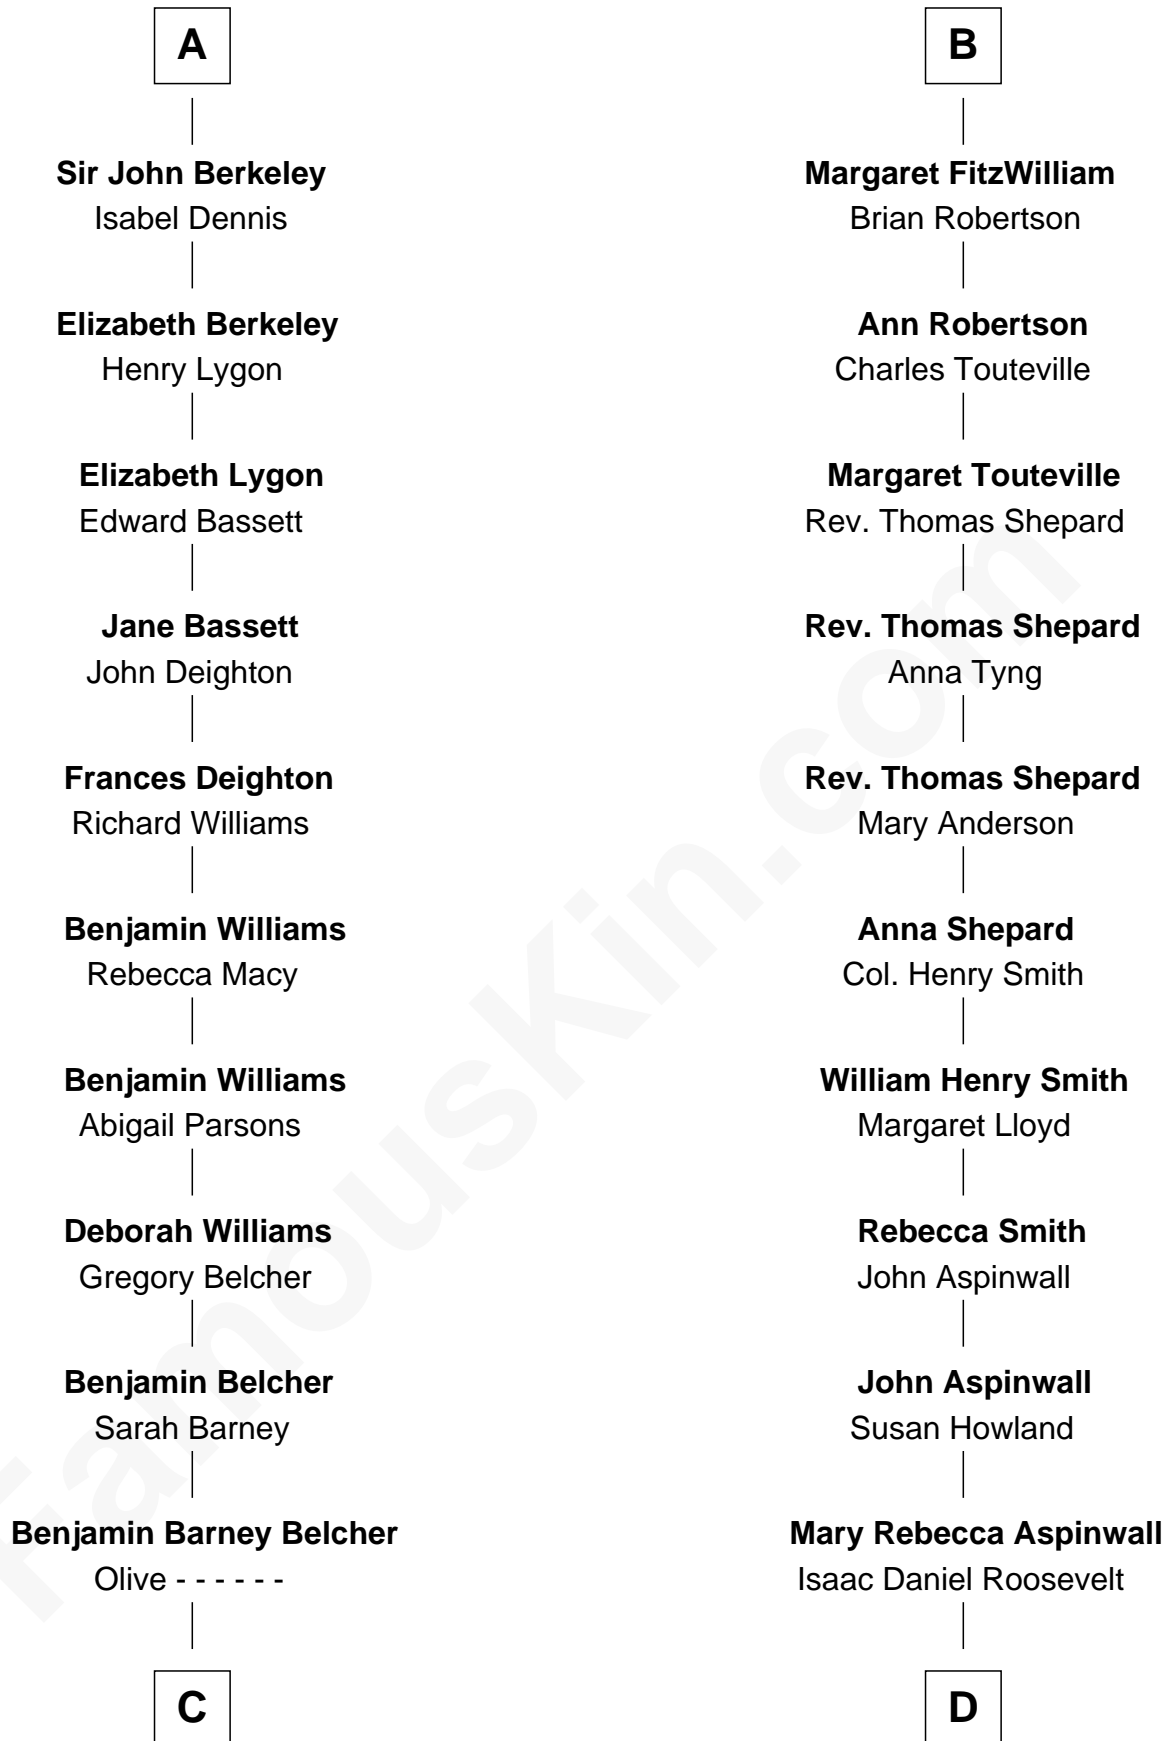 A
Sir John Berkeley
Isabel Dennis
Elizabeth Berkeley
Henry Lygon
Elizabeth Lygon
Edward Bassett
Jane Bassett
John Deighton
Frances Deighton
Richard Williams
Benjamin Williams
Rebecca Macy
Benjamin Williams
Abigail Parsons
Deborah Williams
Gregory Belcher
Benjamin Belcher
Sarah Barney
Benjamin Barney Belcher
Olive - - - - - -
C
B
Margaret FitzWilliam
Brian Robertson
Ann Robertson
Charles Touteville
Margaret Touteville
Rev. Thomas Shepard
Rev. Thomas Shepard
Anna Tyng
Rev. Thomas Shepard
Mary Anderson
Anna Shepard
Col. Henry Smith
William Henry Smith
Margaret Lloyd
Rebecca Smith
John Aspinwall
John Aspinwall
Susan Howland
Mary Rebecca Aspinwall
Isaac Daniel Roosevelt
D
FamousKin.com